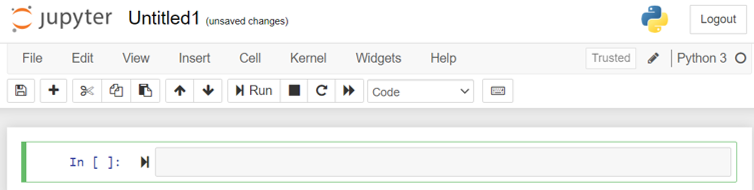 jupyter Untitled1 (unsaved changes) Logout
File Edit View Insert Cell Kernel Widgets Help Trusted Python 3
Run Code
In [ ]: